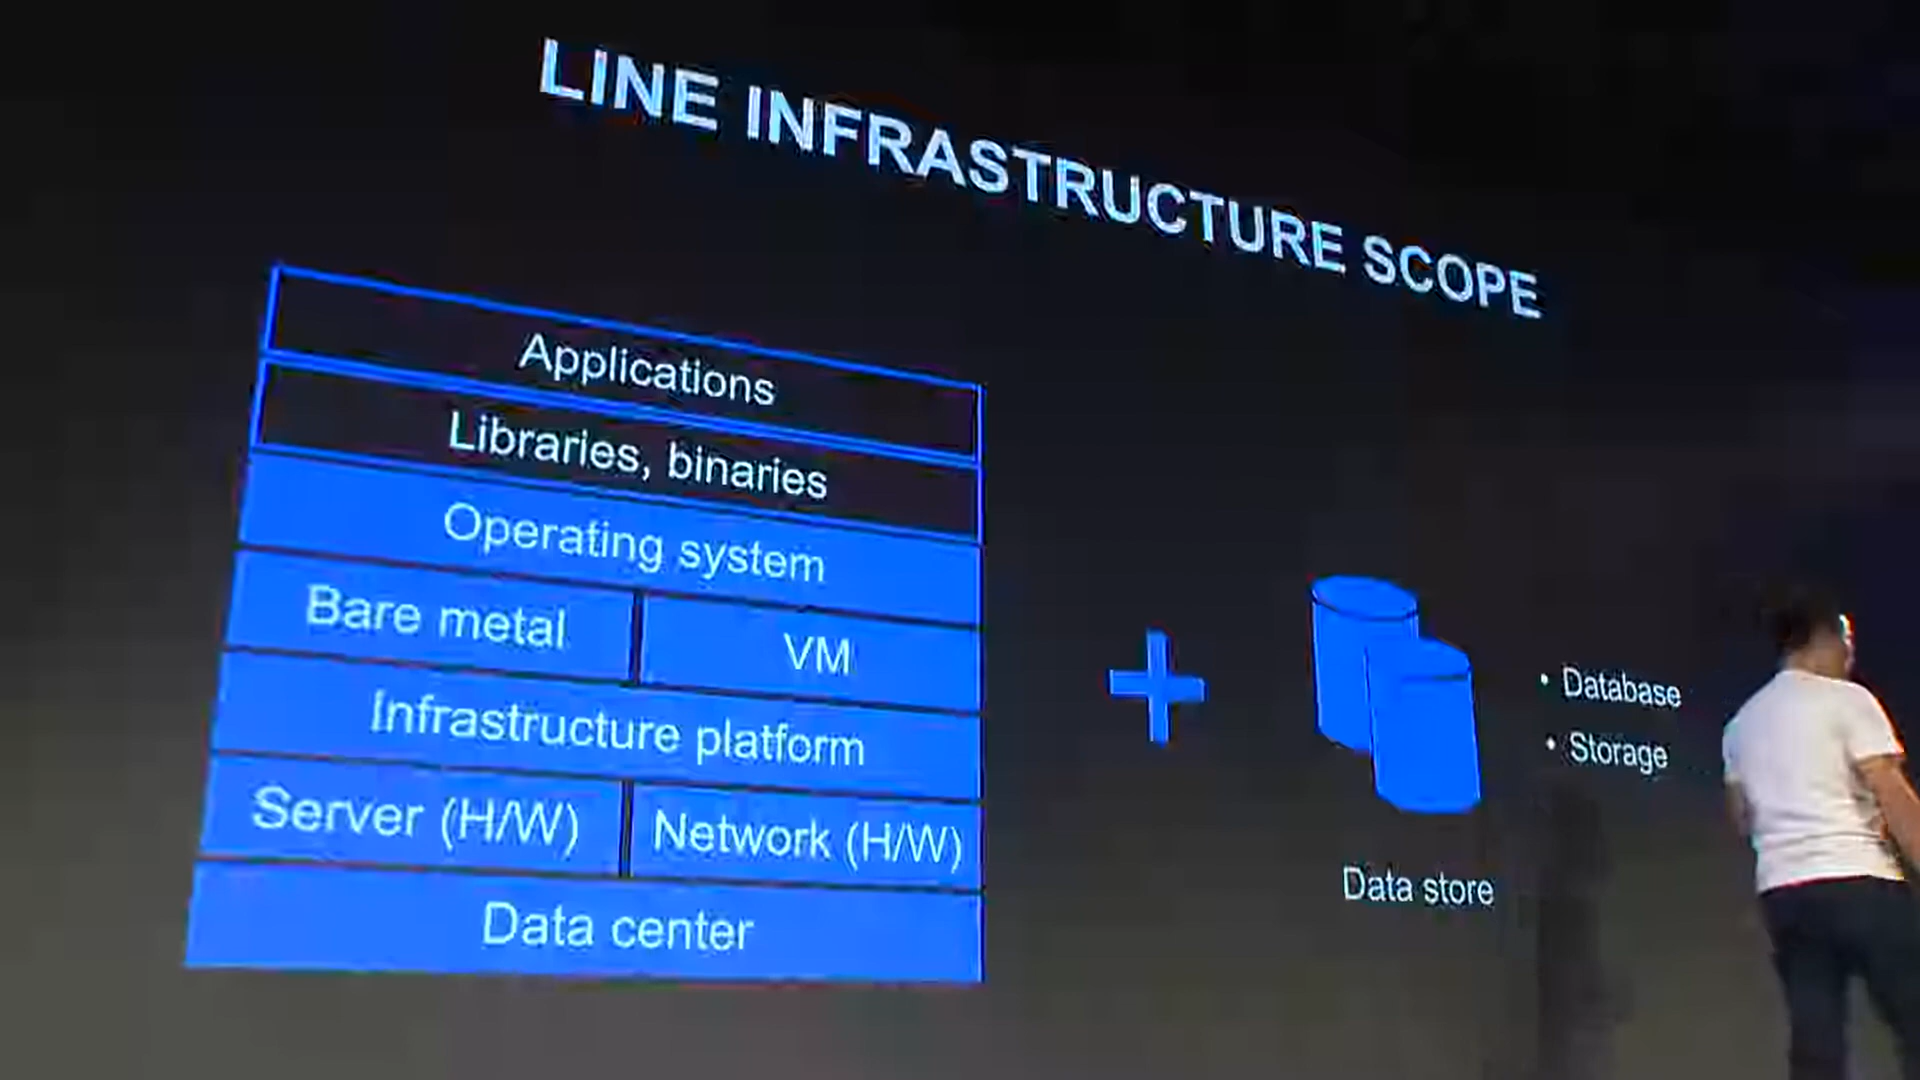 LINE INFRASTRUCTURE SCOPE
Applications
Libraries, binaries
Operating system
Bare metal
VM
Infrastructure platform
Server (H/W)
Network (H/W)
Data center
• Database
• Storage
Data store